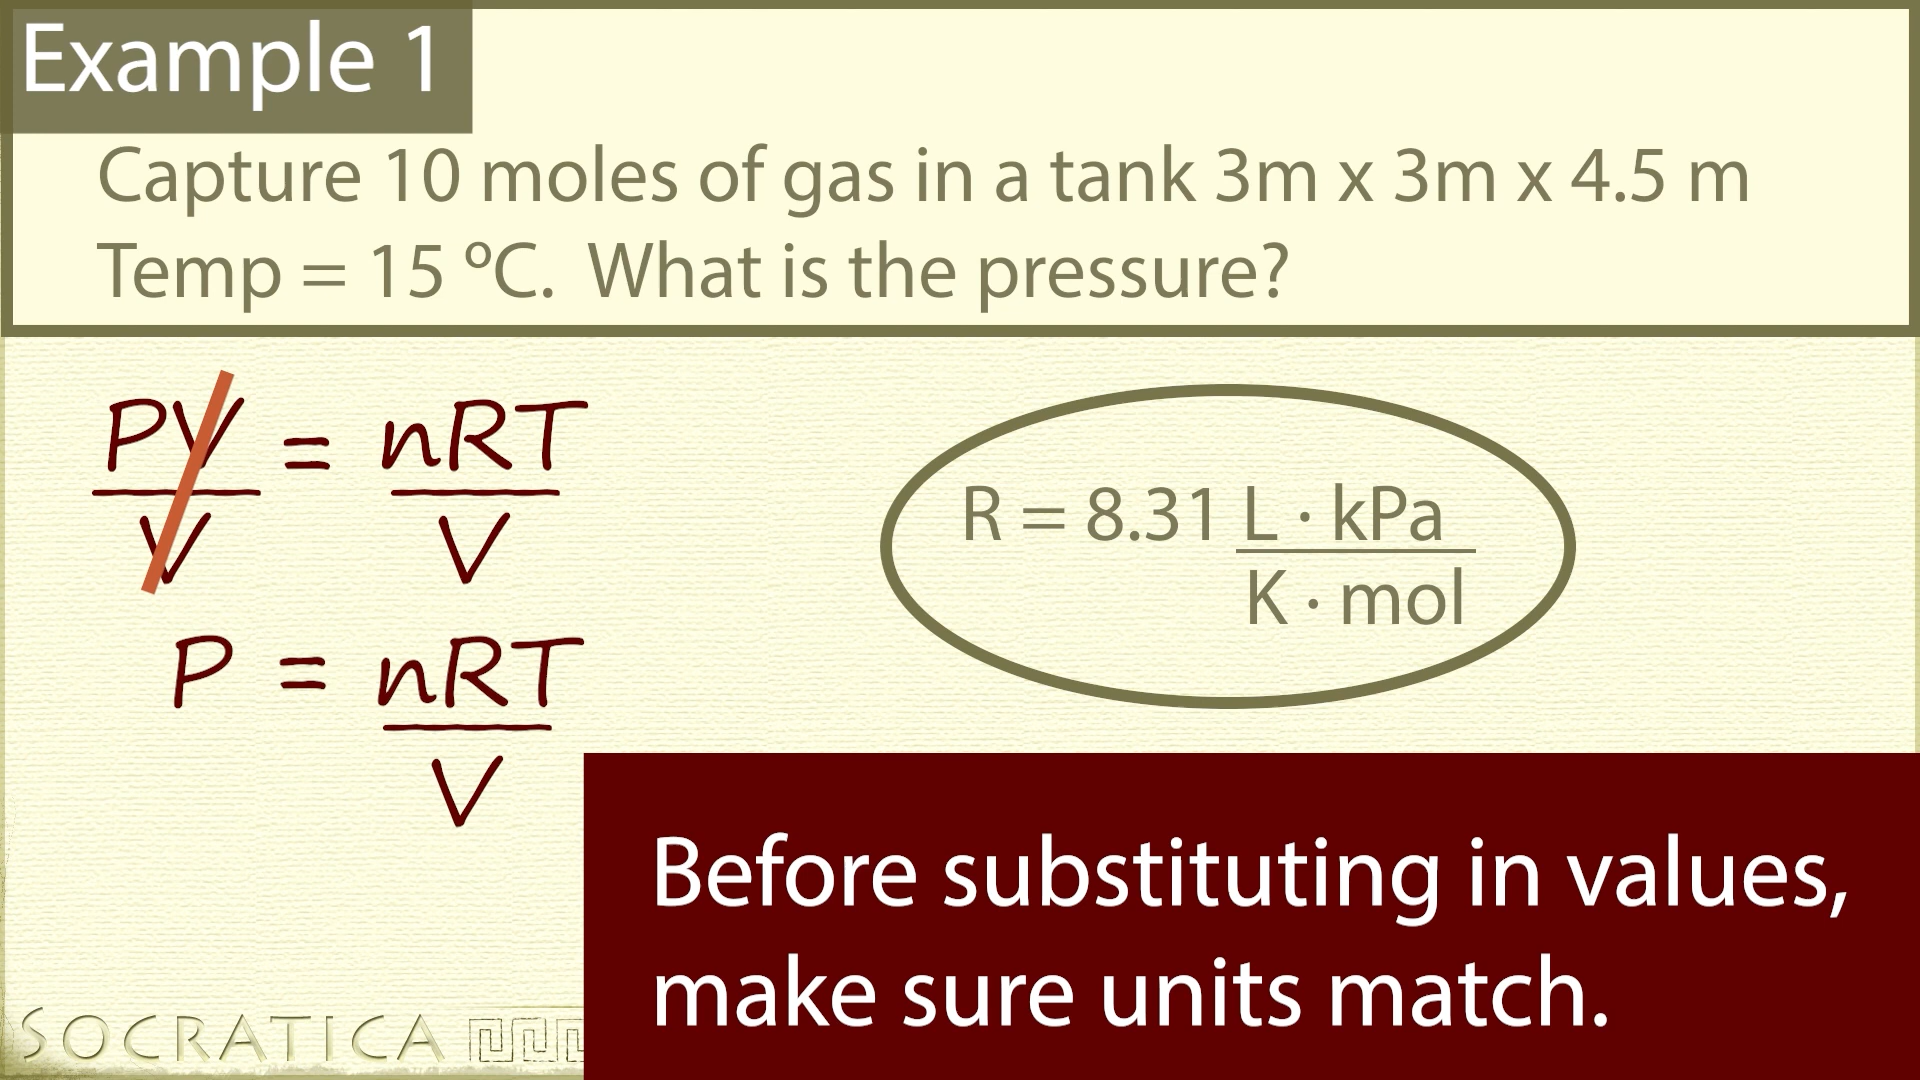 Example 1
Capture 10 moles of gas in a tank 3m x 3m x 4.5 m
Temp = 15 ºC. What is the pressure?
PV = nRT
V V
P = nRT
V
R = 8.31 L · kPa
K · mol
Before substituting in values,
make sure units match.
SOCRATICA